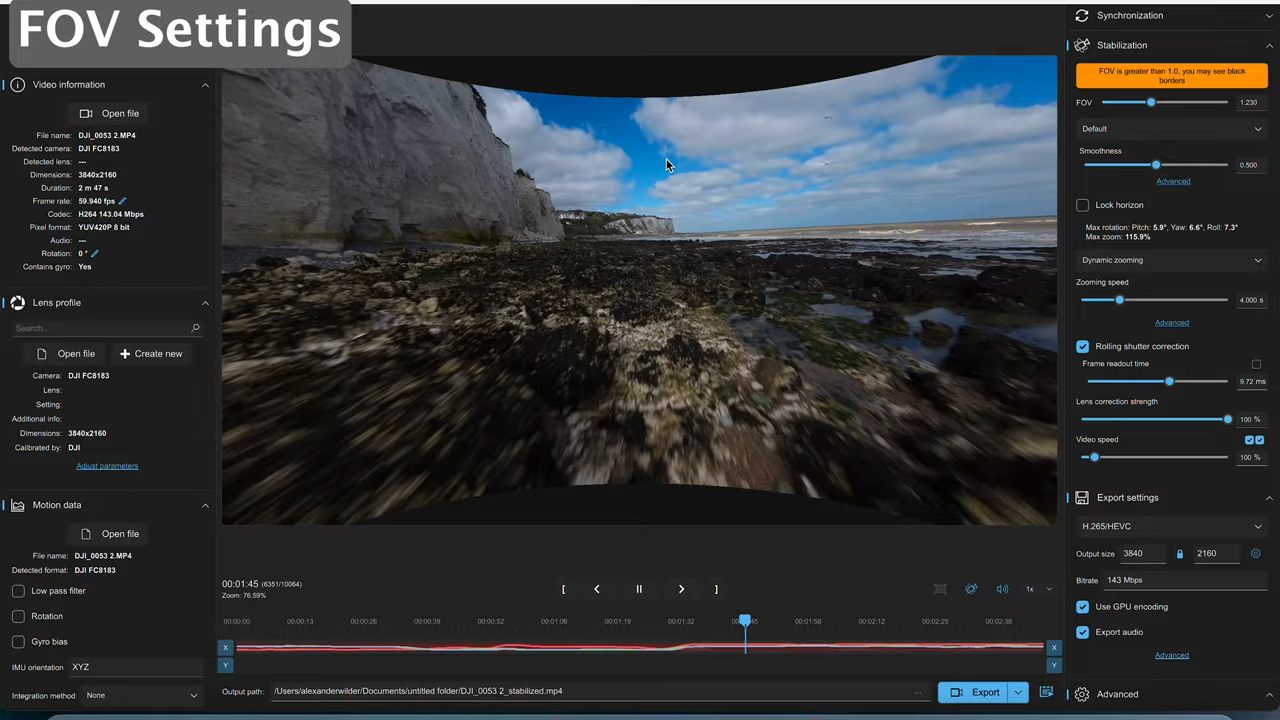 FOV Settings
Video information
Open file
File name: DJI_0053 2.MP4
Detected camera: DJI FC8183
Detected lens: ---
Dimensions: 3840x2160
Duration: 2 m 47 s
Frame rate: 59.940 fps
Codec: H264 143.04 Mbps
Pixel format: YUV420P 8 bit
Audio: ---
Rotation: 0 °
Contains gyro: Yes
Lens profile
Search...
Open file
Create new
Camera: DJI FC8183
Lens:
Setting:
Additional info:
Dimensions: 3840x2160
Calibrated by: DJI
Adjust parameters
Motion data
Open file
File name: DJI_0053 2.MP4
Detected format: DJI FC8183
Low pass filter
Rotation
Gyro bias
IMU orientation XYZ
Integration method None
00:01:45 (6351/10064)
Zoom: 76.59%
[ ]
1x
00:00:00 00:00:13 00:00:26 00:00:39 00:00:52 00:01:06 00:01:19 00:01:32 :45 00:01:58 00:02:12 00:02:25 00:02:38
X X
Y Y
Output path: /Users/alexanderwilder/Documents/untitled folder/DJI_0053 2_stabilized.mp4 ...
Export
Synchronization
Stabilization
FOV is greater than 1.0, you may see black
borders
FOV 1.230
Default
Smoothness
0.500
Advanced
Lock horizon
Max rotation: Pitch: 5.9°, Yaw: 6.6°, Roll: 7.3°
Max zoom: 115.9%
Dynamic zooming
Zooming speed
4.000 s
Advanced
Rolling shutter correction
Frame readout time
9.72 ms
Lens correction strength
100 %
Video speed
100 %
Export settings
H.265/HEVC
Output size 3840 2160
Bitrate 143 Mbps
Use GPU encoding
Export audio
Advanced
Advanced